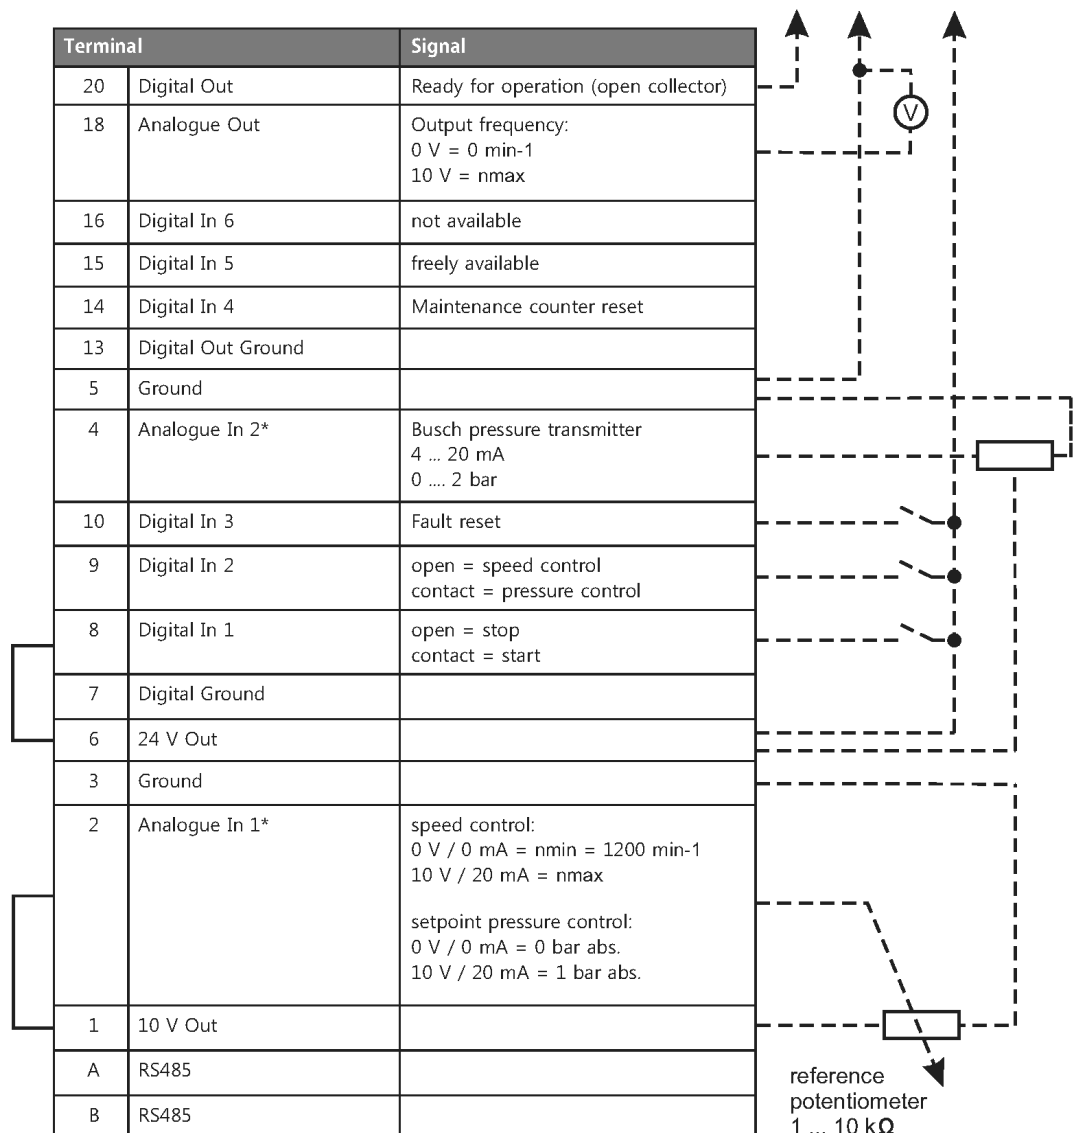 Terminal Signal
20 Digital Out Ready for operation (open collector)
18 Analogue Out Output frequency:
0 V = 0 min-1
10 V = nmax
V
16 Digital In 6 not available
15 Digital In 5 freely available
14 Digital In 4 Maintenance counter reset
13 Digital Out Ground
5 Ground
4 Analogue In 2* Busch pressure transmitter
4 ... 20 mA
0 .... 2 bar
10 Digital In 3 Fault reset
9 Digital In 2 open = speed control
contact = pressure control
8 Digital In 1 open = stop
contact = start
7 Digital Ground
6 24 V Out
3 Ground
2 Analogue In 1* speed control:
0 V / 0 mA = nmin = 1200 min-1
10 V / 20 mA = nmax
setpoint pressure control:
0 V / 0 mA = 0 bar abs.
10 V / 20 mA = 1 bar abs.
1 10 V Out
A RS485
B RS485
reference
potentiometer
1 ... 10 kΩ